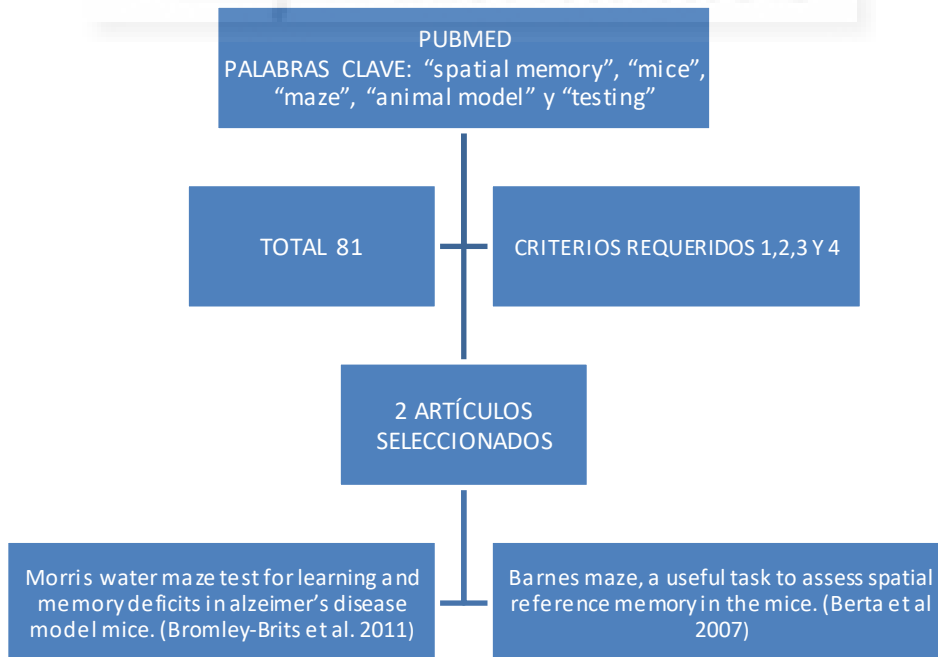 PUBMED
PALABRAS CLAVE: “spatial memory”, “mice”,
“maze”, “animal model” y “testing”
TOTAL 81
CRITERIOS REQUERIDOS 1,2,3 Y 4
2 ARTÍCULOS
SELECCIONADOS
Morris water maze test for learning and
memory deficits in alzeimer’s disease
model mice. (Bromley-Brits et al. 2011)
Barnes maze, a useful task to assess spatial
reference memory in the mice. (Berta et al
2007)